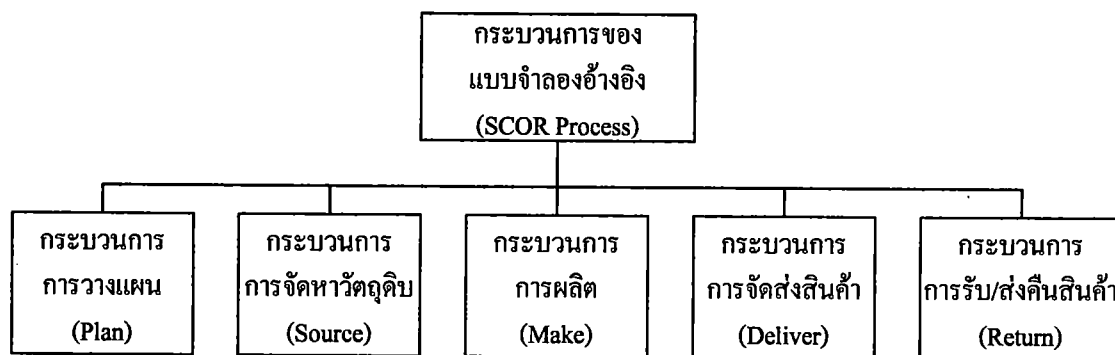 กระบวนการของ
แบบจำลองอ้างอิง
(SCOR Process)
กระบวนการ
การวางแผน
(Plan)
กระบวนการ
การจัดหาวัตถุดิบ
(Source)
กระบวนการ
การผลิต
(Make)
กระบวนการ
การจัดส่งสินค้า
(Deliver)
กระบวนการ
การรับ/ส่งคืนสินค้า
(Return)